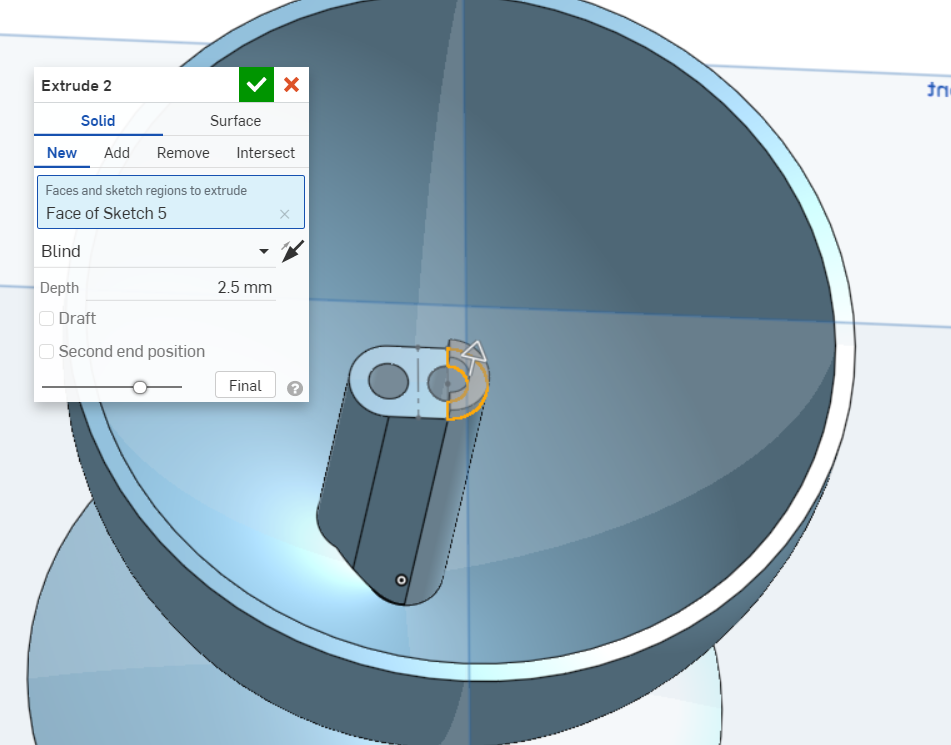 Extrude 2
Solid Surface
New Add Remove Intersect
Faces and sketch regions to extrude
Face of Sketch 5
Blind
Depth 2.5 mm
Draft
Second end position
Final